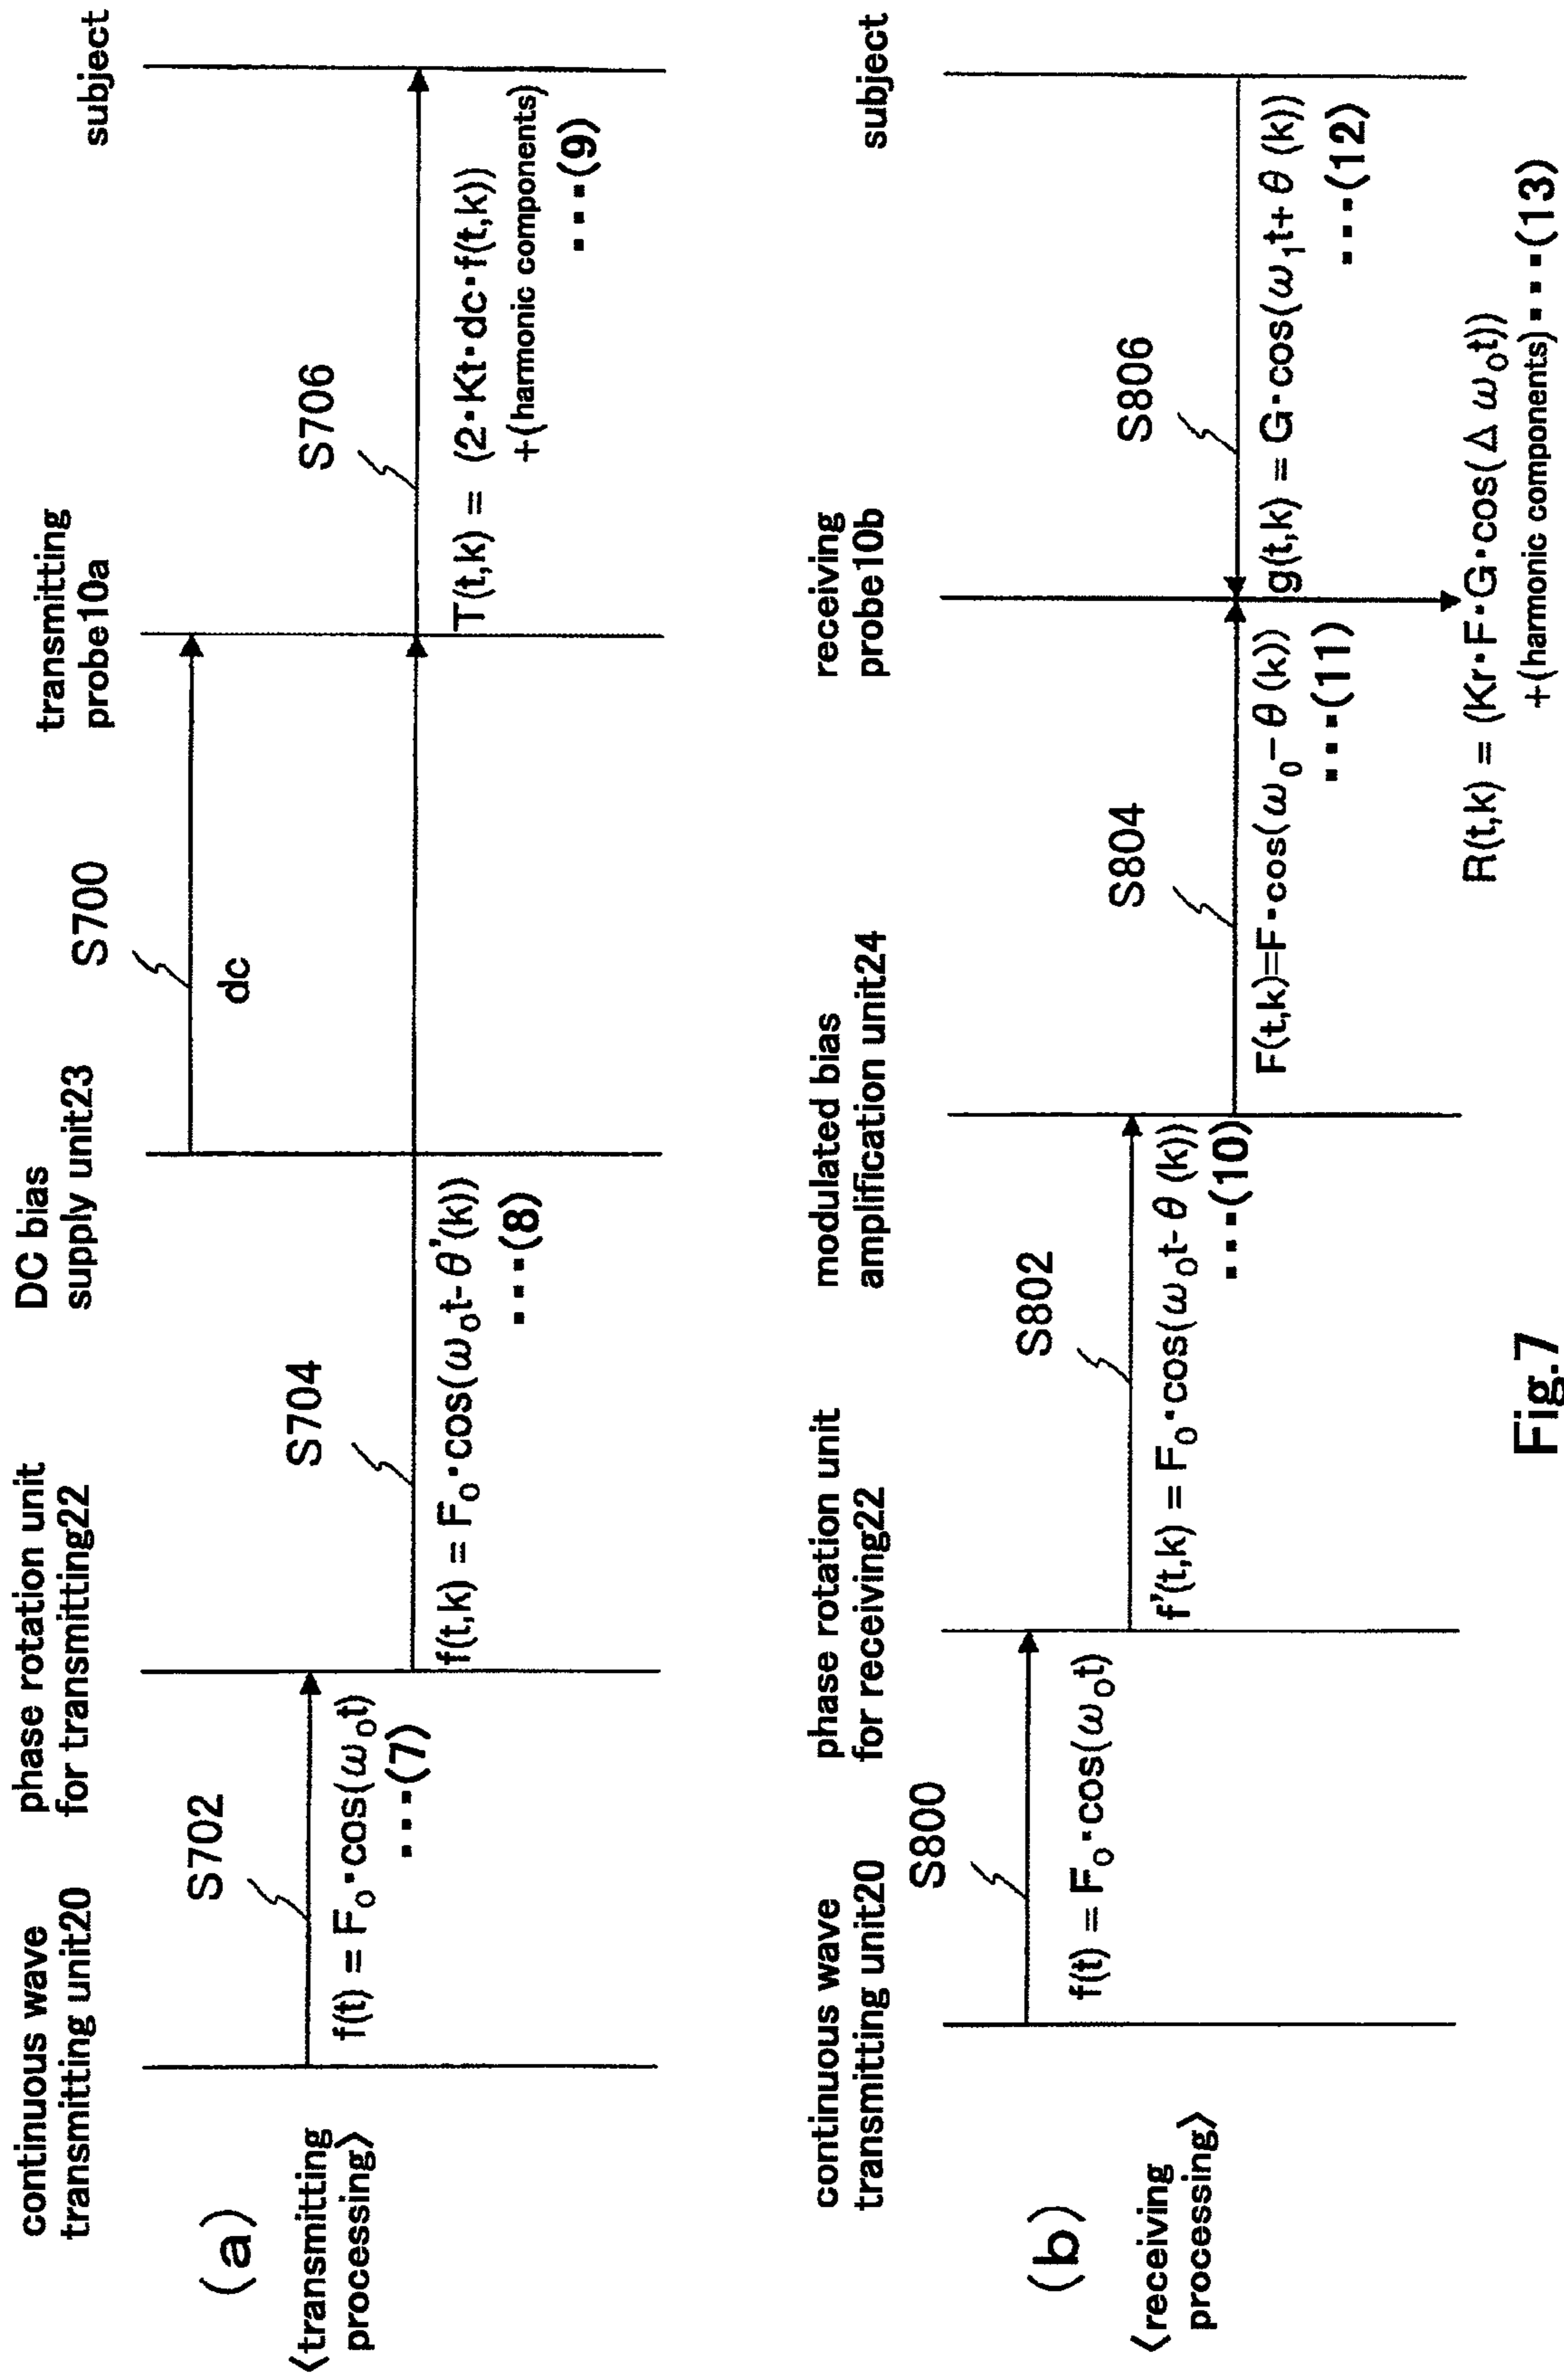 (a)
<transmitting
processing>
continuous wave
transmitting unit20
phase rotation unit
for transmitting22
DC bias
supply unit23
transmitting
probe10a
subject
S700
dc
S702
f(t) = F₀·cos(ω₀t)
---(7)
S704
f(t,k) = F₀·cos(ω₀t-θ'(k))
---(8)
S706
T(t,k) = (2·Kt·dc·f(t,k))
+(harmonic components)
---(9)
(b)
<receiving
processing>
continuous wave
transmitting unit20
phase rotation unit
for receiving22
modulated bias
amplification unit24
receiving
probe10b
subject
S800
f(t) = F₀·cos(ω₀t)
S802
f'(t,k) = F₀·cos(ω₀t-θ(k))
---(10)
S804
F(t,k)=F·cos(ω₀-θ(k))
---(11)
S806
g(t,k) = G·cos(ω₁t+θ(k))
---(12)
R(t,k) = (Kr·F·G·cos(Δω₀t))
+(harmonic components)---(13)
Fig.7